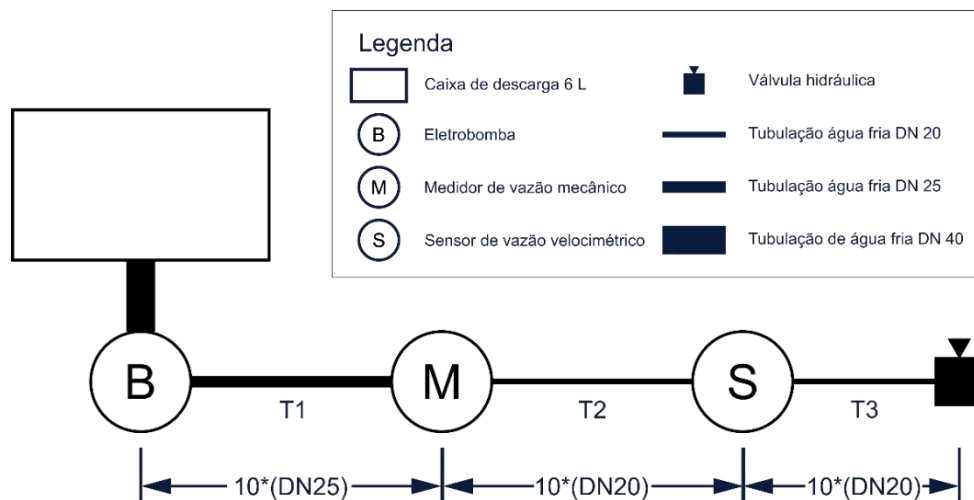 Legenda
Caixa de descarga 6 L
Válvula hidráulica
B
Eletrobomba
Tubulação água fria DN 20
M
Medidor de vazão mecânico
Tubulação água fria DN 25
S
Sensor de vazão velocimétrico
Tubulação de água fria DN 40
B
M
S
T1
T2
T3
10*(DN25)
10*(DN20)
10*(DN20)